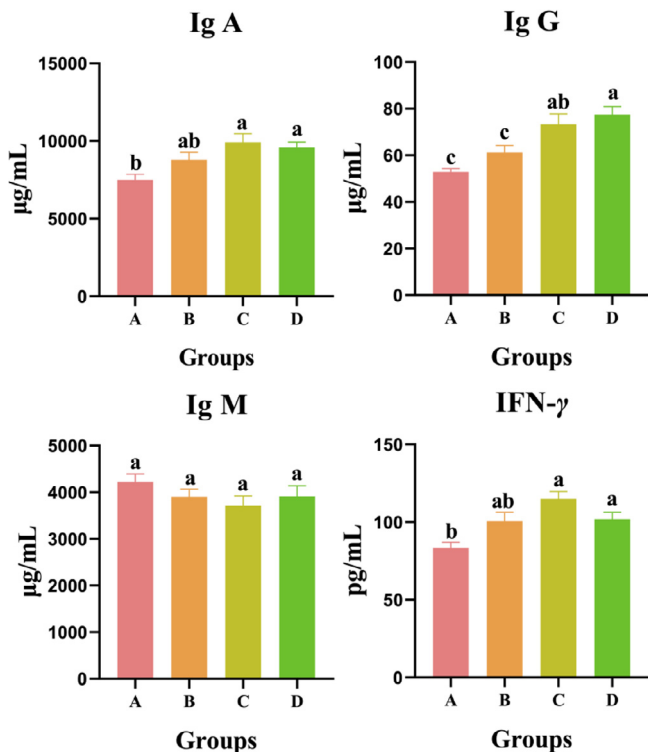 Ig A
µg/mL
15000
10000
5000
0
b
ab
a
a
A
B
C
D
Groups
Ig G
µg/mL
100
80
60
40
20
0
c
c
ab
a
A
B
C
D
Groups
Ig M
µg/mL
5000
4000
3000
2000
1000
0
a
a
a
a
A
B
C
D
Groups
IFN-γ
pg/mL
150
100
50
0
b
ab
a
a
A
B
C
D
Groups